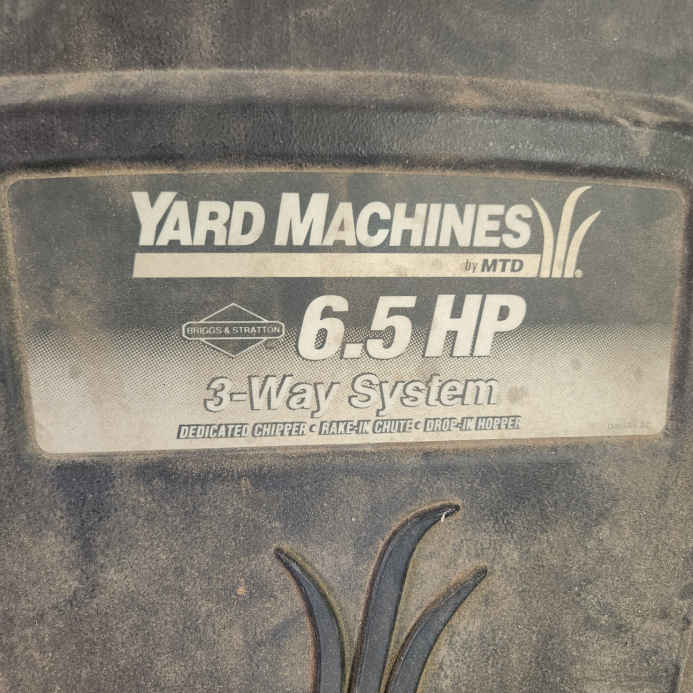 YARD MACHINES
by MTD
BRIGGS & STRATTON
6.5 HP
3-Way System
DEDICATED CHIPPER • RAKE-IN CHUTE • DROP-IN HOPPER